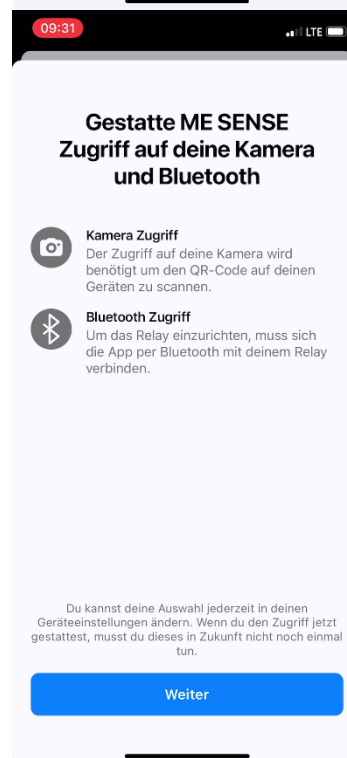 09:31
LTE
Gestatte ME SENSE
Zugriff auf deine Kamera
und Bluetooth
Kamera Zugriff
Der Zugriff auf deine Kamera wird
benötigt um den QR-Code auf deinen
Geräten zu scannen.
Bluetooth Zugriff
Um das Relay einzurichten, muss sich
die App per Bluetooth mit deinem Relay
verbinden.
Du kannst deine Auswahl jederzeit in deinen
Geräteeinstellungen ändern. Wenn du den Zugriff jetzt
gestattest, musst du dieses in Zukunft nicht noch einmal
tun.
Weiter